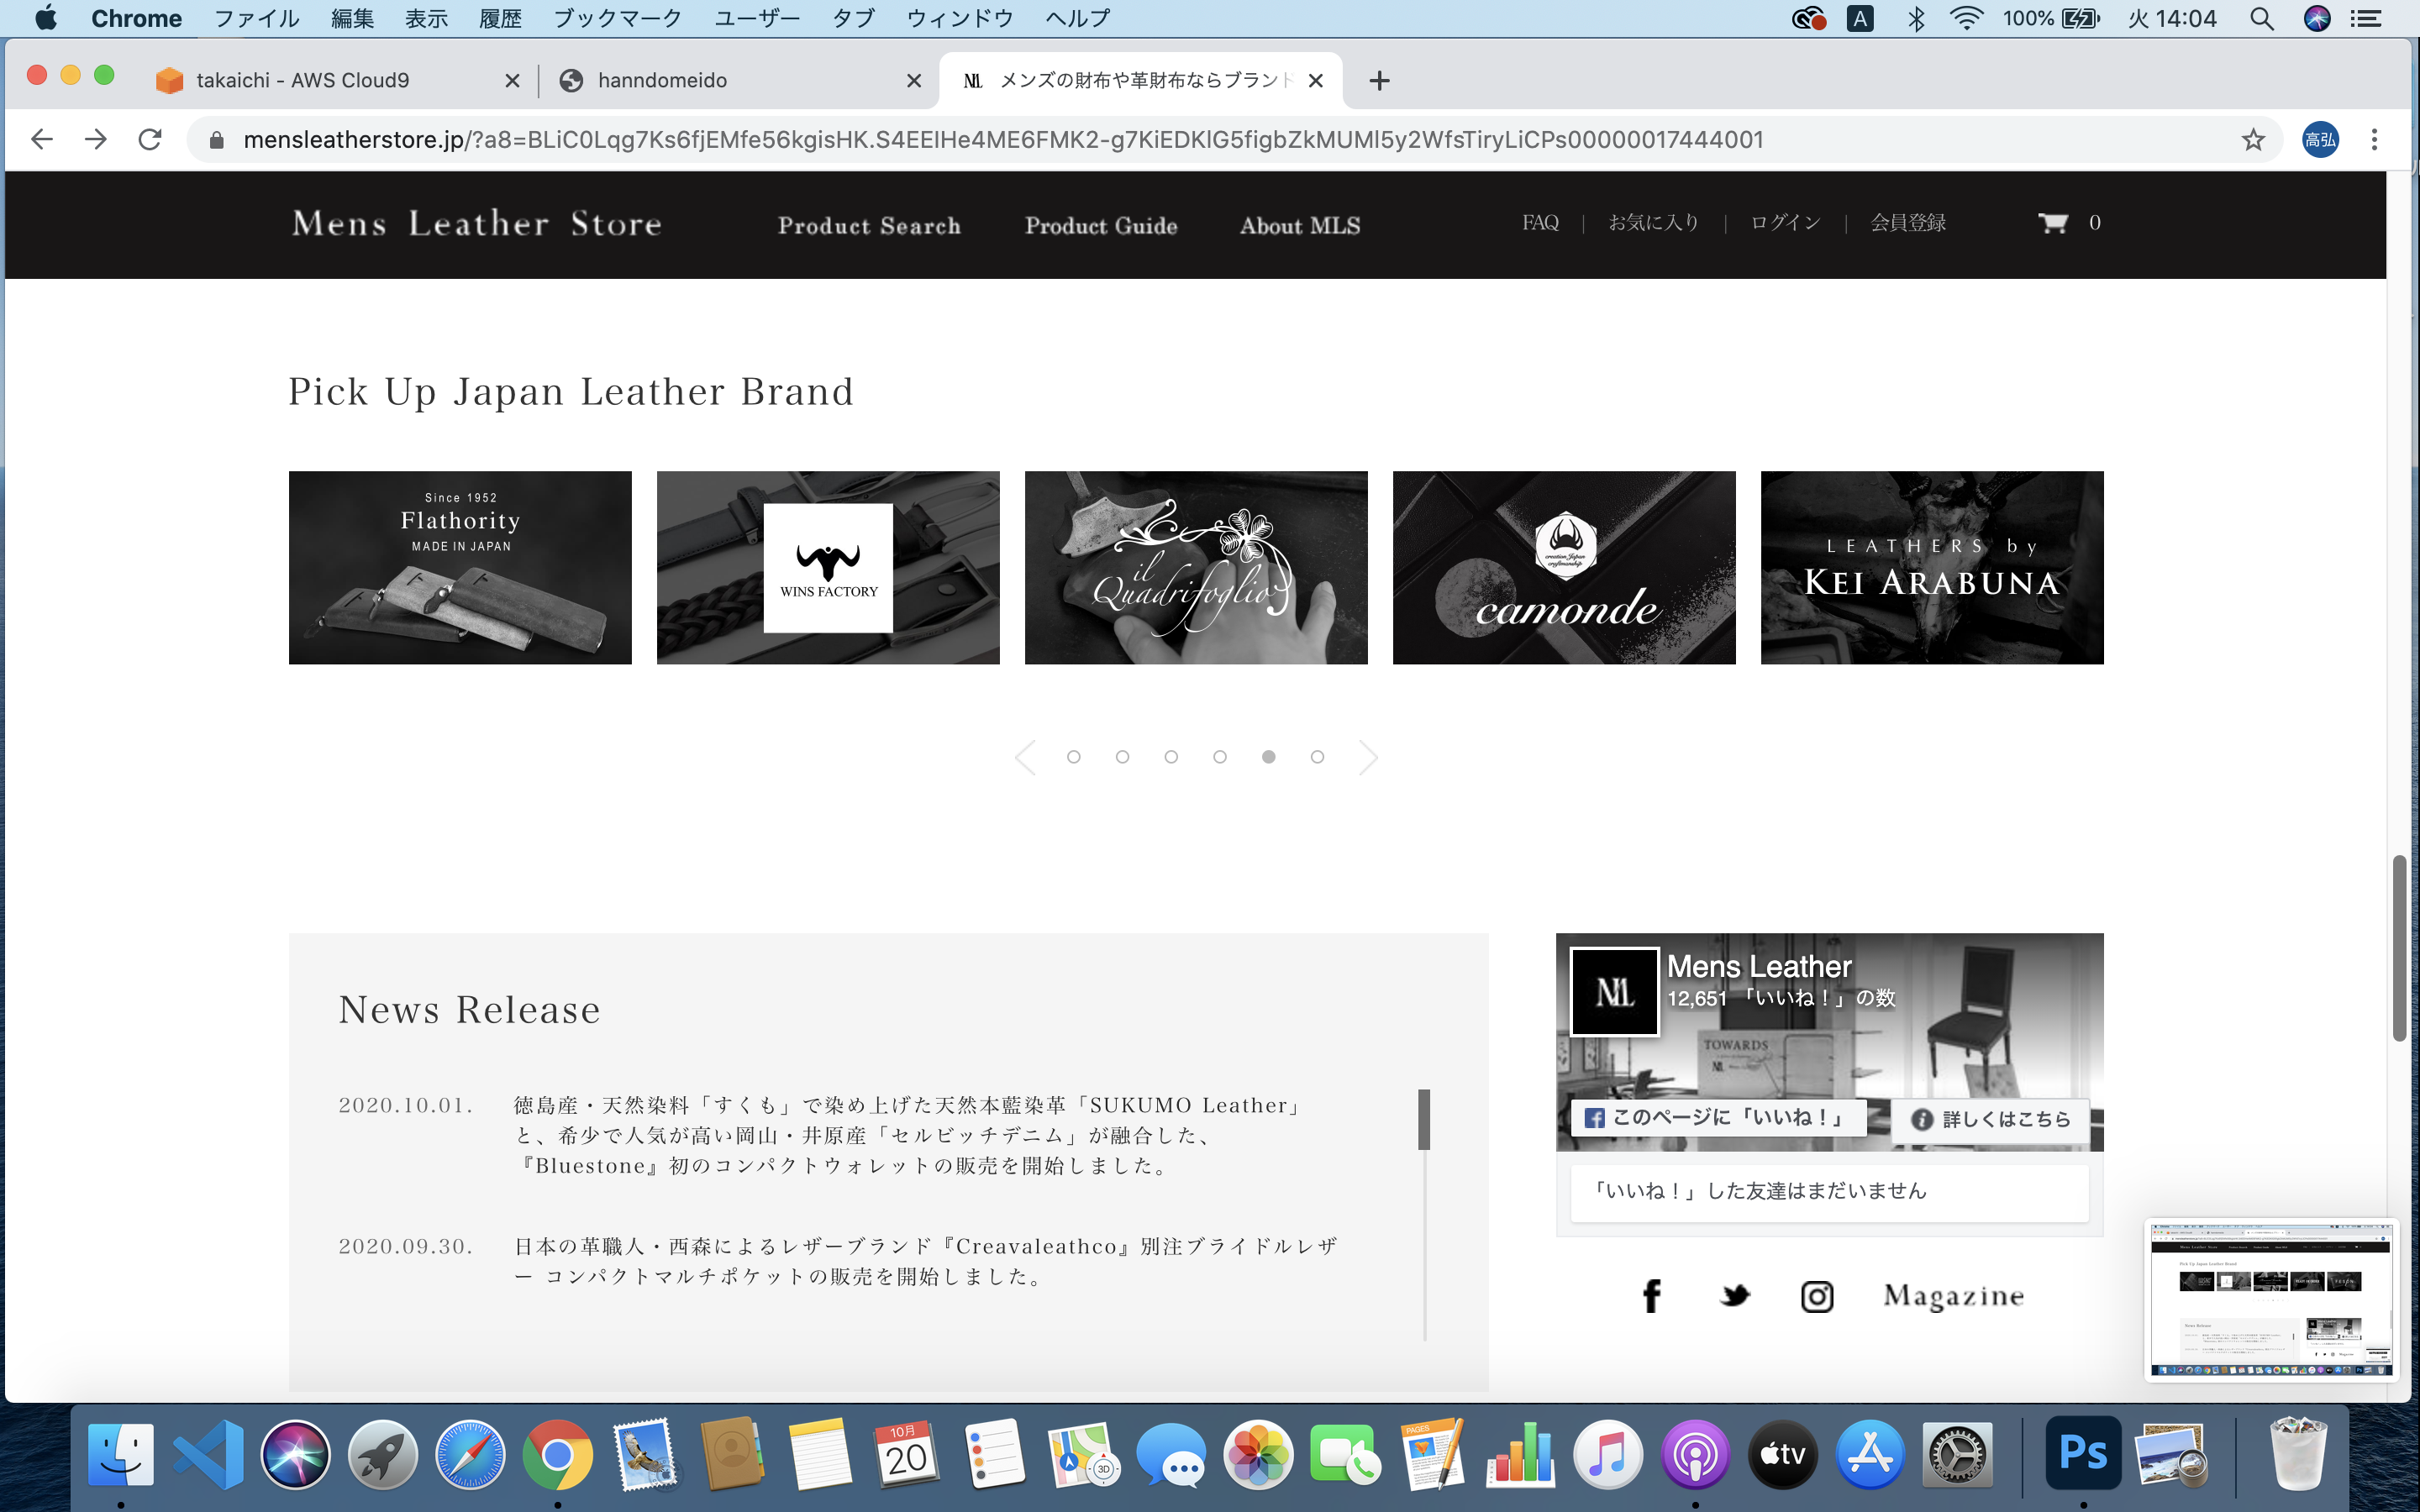 Chrome ファイル 編集 表示 履歴 ブックマーク ユーザー タブ ウィンドウ ヘルプ A 100% 火 14:04
takaichi - AWS Cloud9 hanndomeido メンズの財布や革財布ならブランド
mensleatherstore.jp/?a8=BLiC0Lqg7Ks6fjEMfe56kgisHK.S4EElHe4ME6FMK2-g7KiEDKlG5figbZkMUMl5y2WfsTiryLiCPs00000017444001 高弘
Mens Leather Store Product Search Product Guide About MLS FAQ | お気に入り | ログイン | 会員登録 0
Pick Up Japan Leather Brand
Since 1952
Flathority
MADE IN JAPAN
WINS FACTORY
il
Quadrifoglio
creation Japan
craftmanship
camonde
LEATHERS by
KEI ARABUNA
News Release
2020.10.01. 徳島産・天然染料「すくも」で染め上げた天然本藍染革「SUKUMO Leather」
と、希少で人気が高い岡山・井原産「セルビッチデニム」が融合した、
『Bluestone』初のコンパクトウォレットの販売を開始しました。
2020.09.30. 日本の革職人・西森によるレザーブランド『Creavaleathco』別注ブライドルレザ
ー コンパクトマルチポケットの販売を開始しました。
Mens Leather
12,651 「いいね！」の数
TOWARDS
このページに「いいね！」 詳しくはこちら
「いいね！」した友達はまだいません
Magazine
10月
20
3D
PAGES
tv
Ps